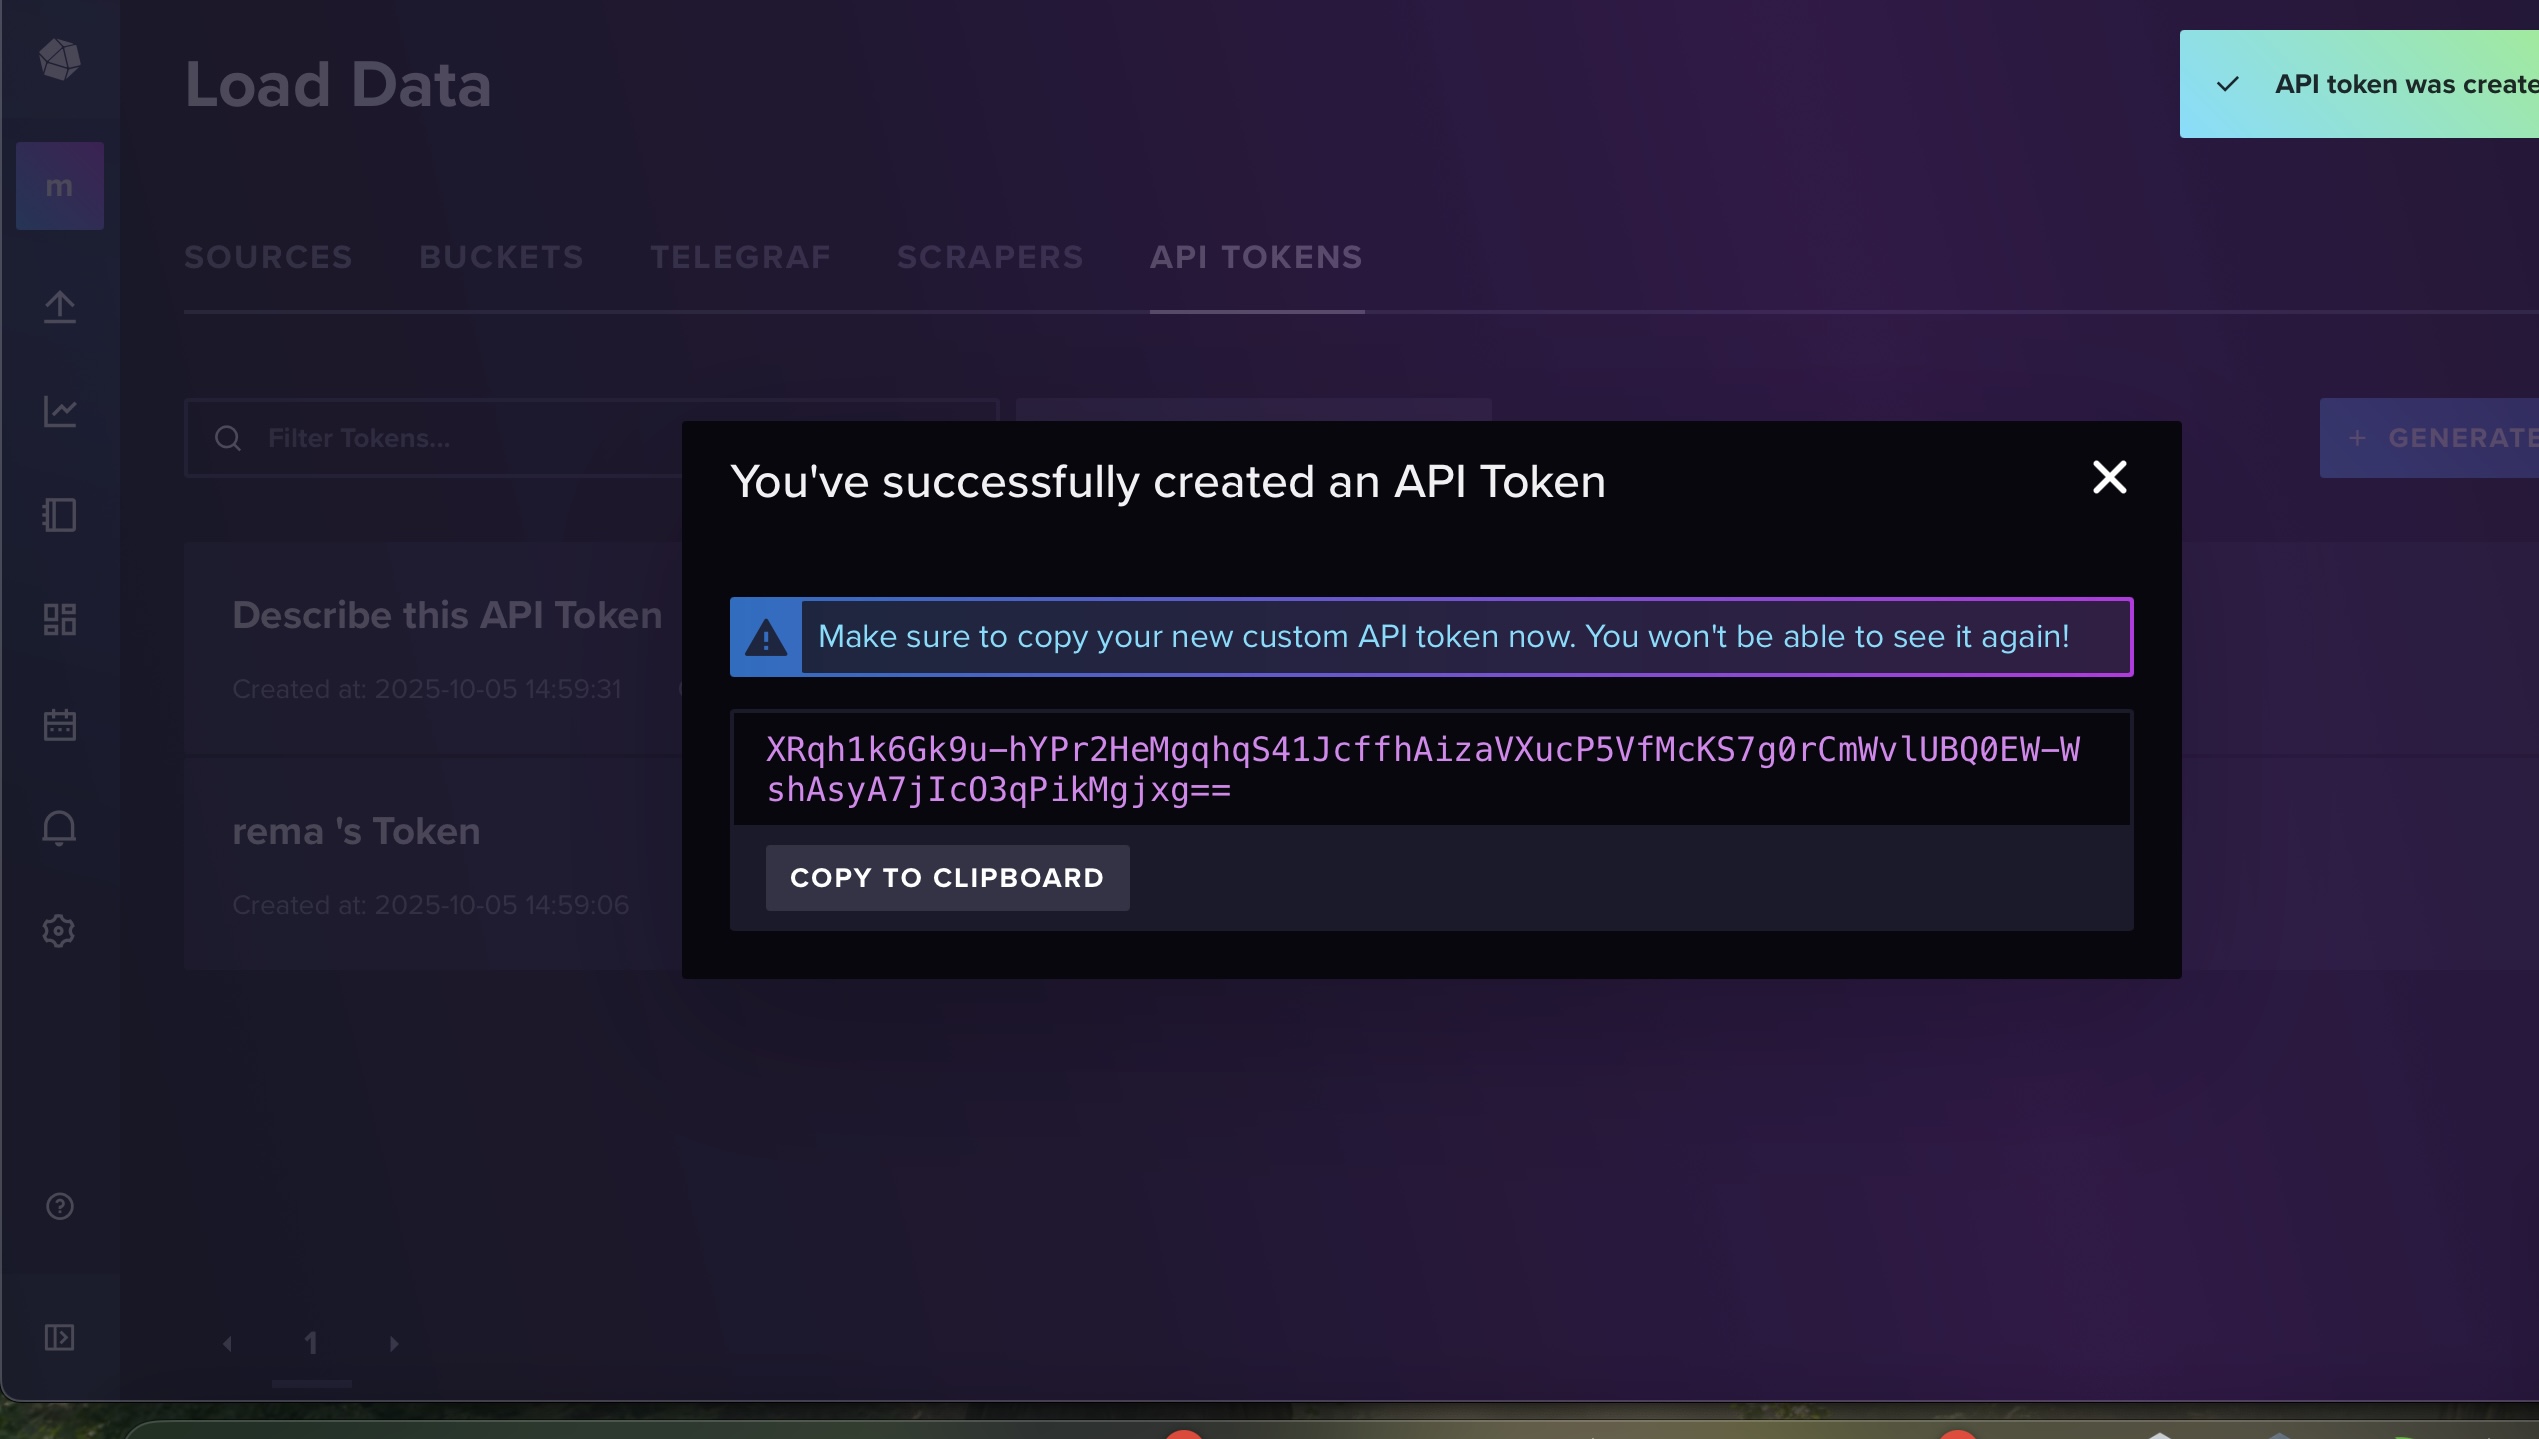 Load Data
API token was create
m
SOURCES BUCKETS TELEGRAF SCRAPERS API TOKENS
Filter Tokens...
+ GENERATE
You've successfully created an API Token
Make sure to copy your new custom API token now. You won't be able to see it again!
XRqh1k6Gk9u-hYPr2HeMgqhqS41JcffhAizaVXucP5VfMcKS7g0rCmWvlUBQ0EW-W
shAsyA7jIcO3qPikMgjxg==
COPY TO CLIPBOARD
Describe this API Token
Created at: 2025-10-05 14:59:31
rema 's Token
Created at: 2025-10-05 14:59:06
1